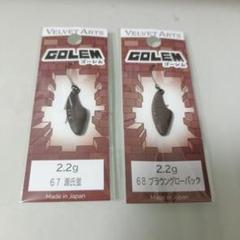 VELVET ARTS
GOLEM
ゴーレム
2.2g
67 源氏蛍
Made in Japan
VELVET ARTS
GOLEM
ゴーレム
2.2g
68 ブラウングローバック
Made in Japan